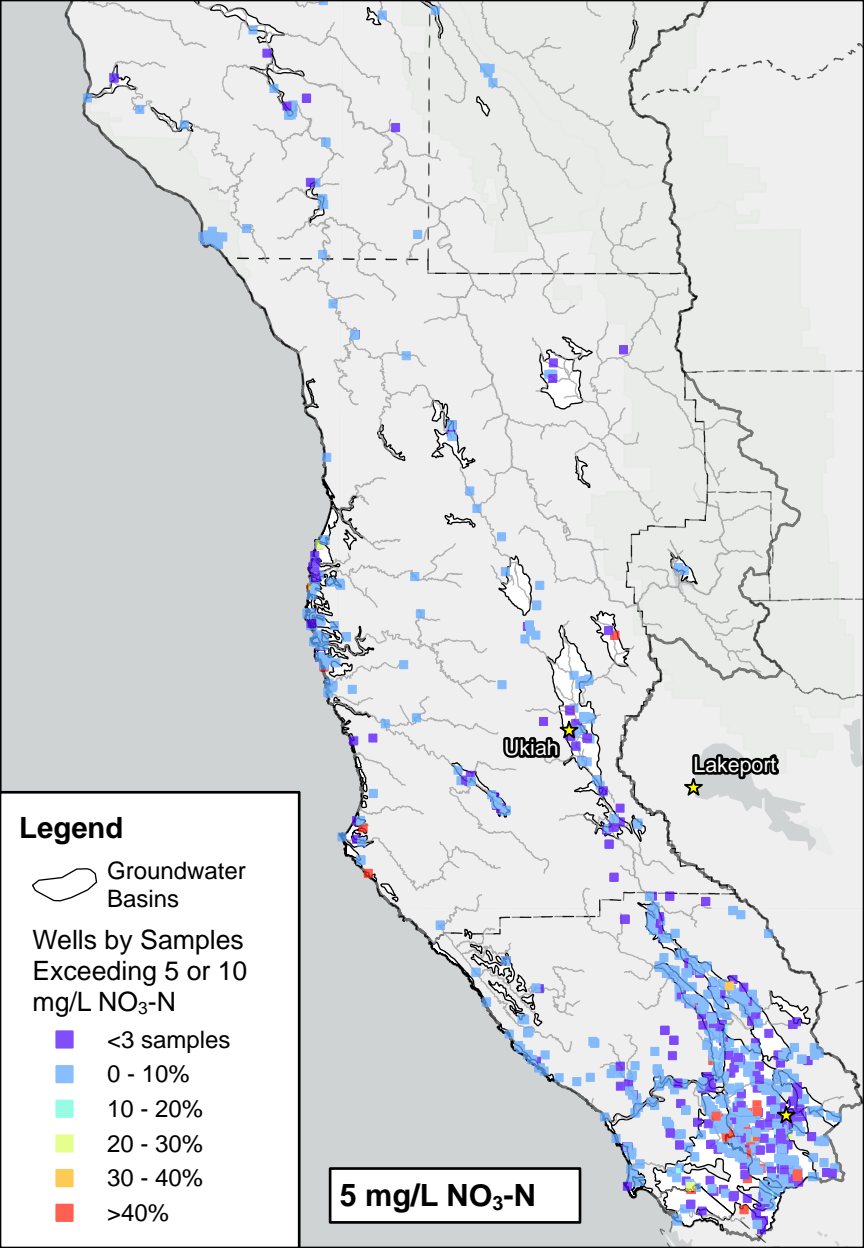 Ukiah
Lakeport
Legend
Groundwater
Basins
Wells by Samples
Exceeding 5 or 10
mg/L NO₃-N
<3 samples
0 - 10%
10 - 20%
20 - 30%
30 - 40%
>40%
5 mg/L NO₃-N